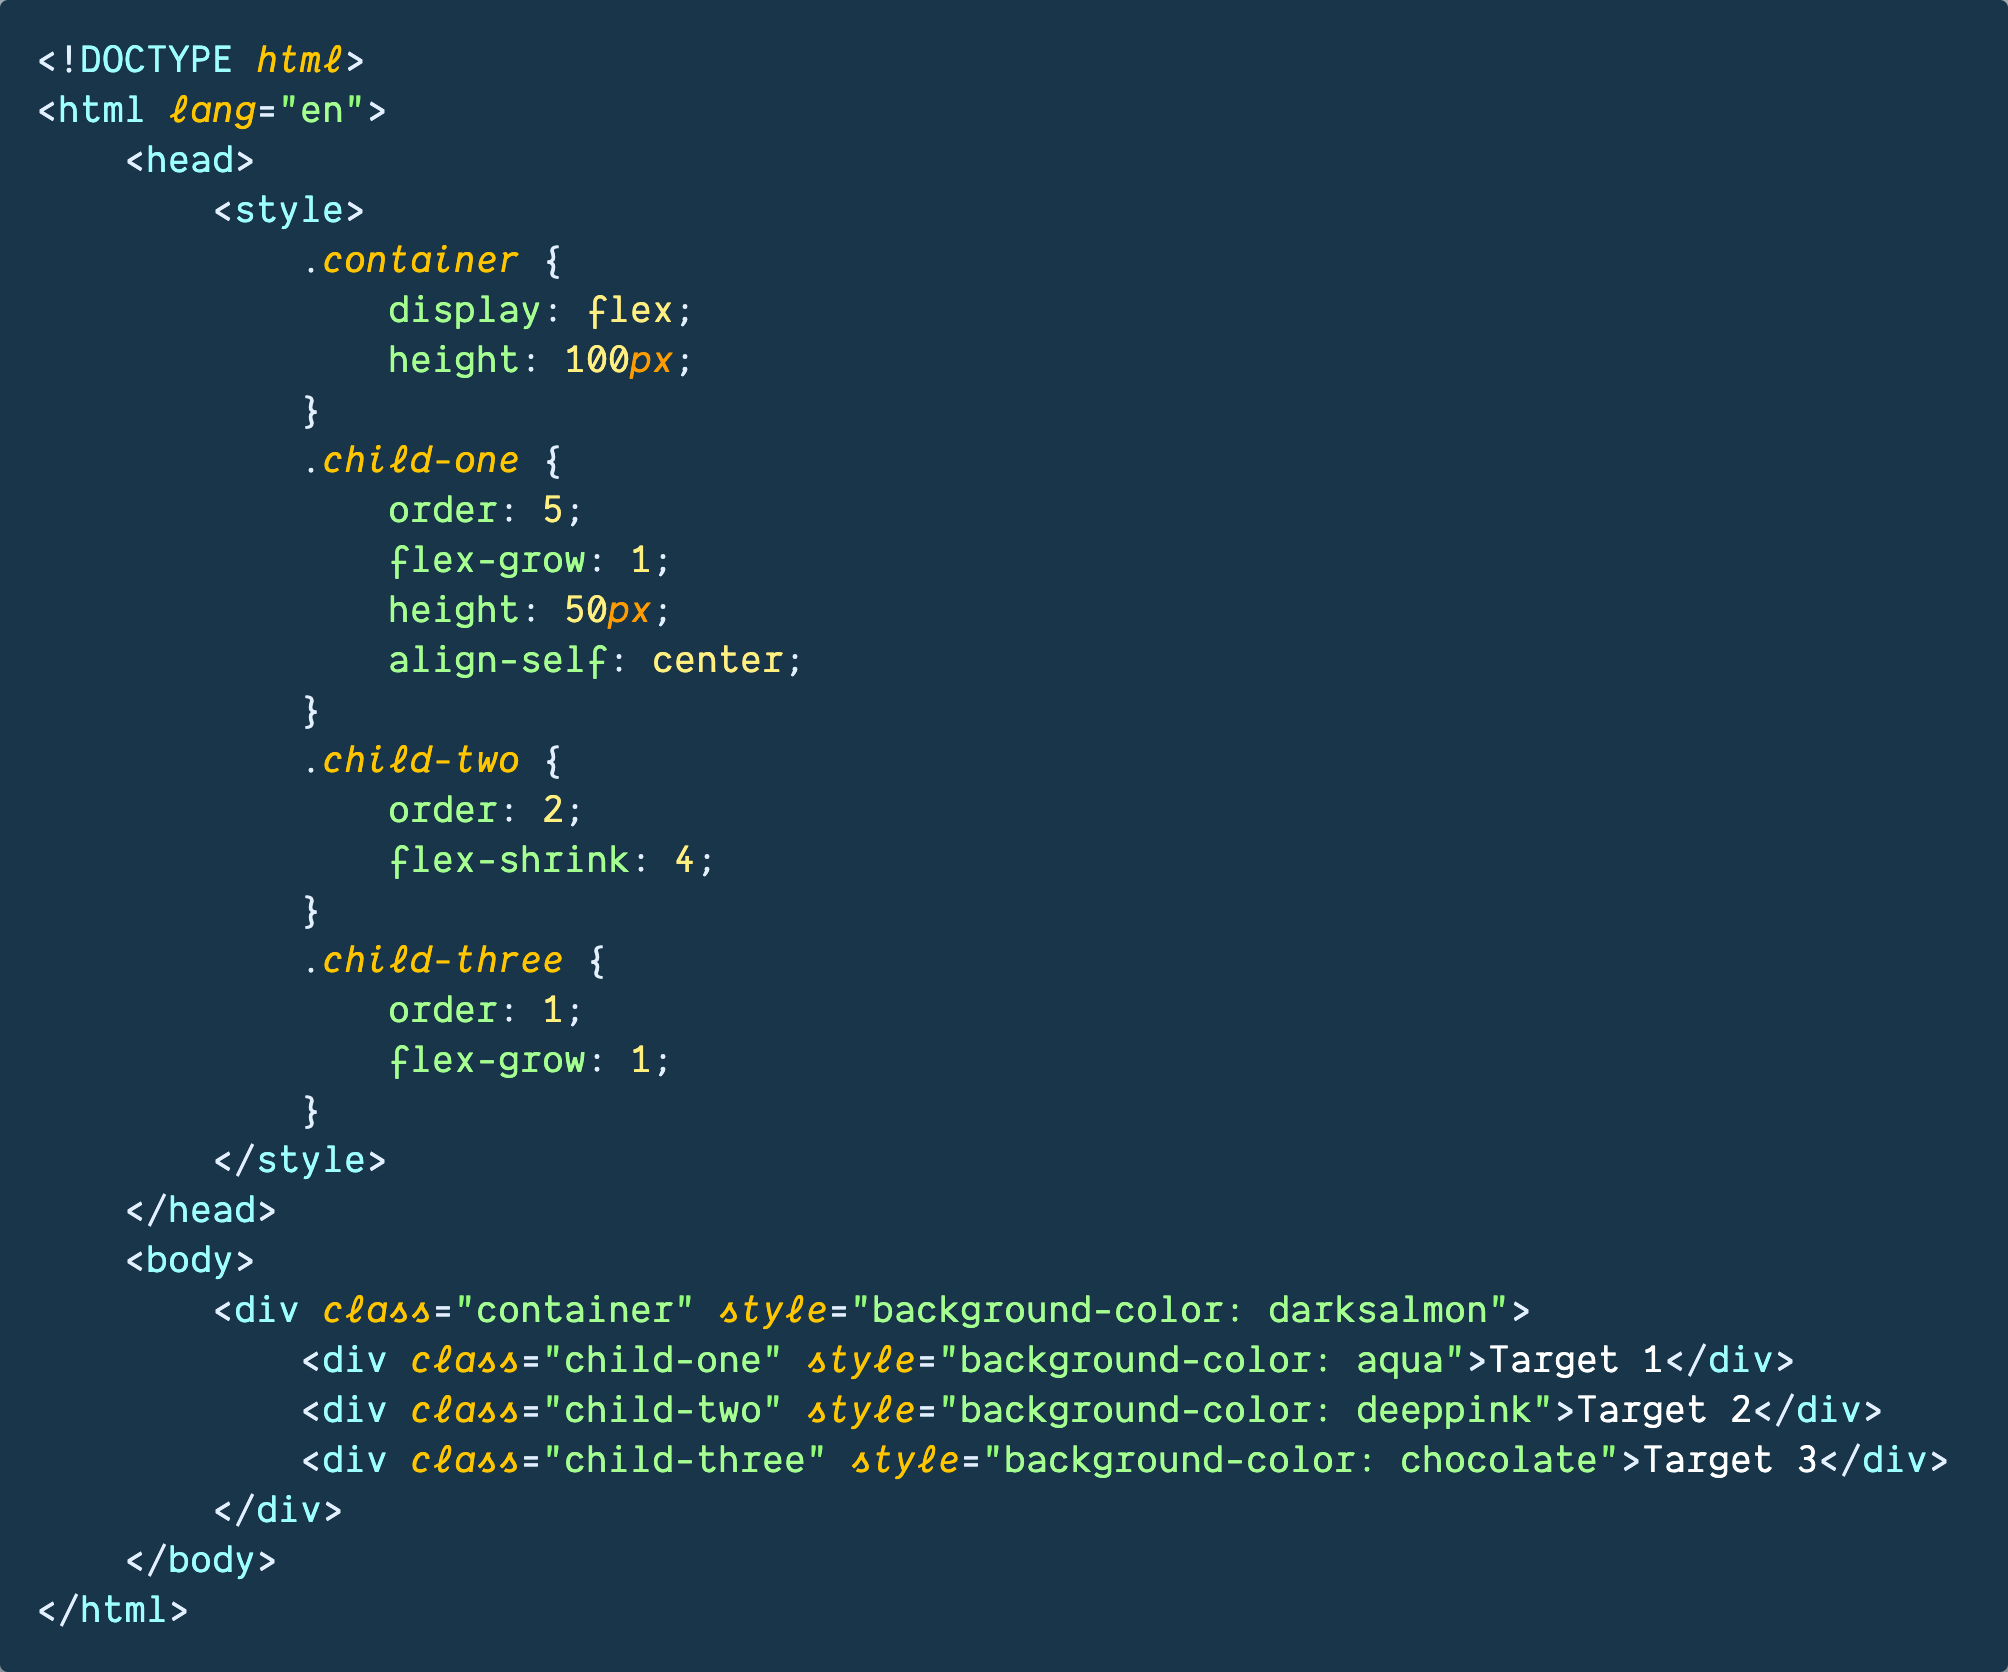 <!DOCTYPE html>
<html lang="en">
    <head>
        <style>
            .container {
                display: flex;
                height: 100px;
            }
            .child-one {
                order: 5;
                flex-grow: 1;
                height: 50px;
                align-self: center;
            }
            .child-two {
                order: 2;
                flex-shrink: 4;
            }
            .child-three {
                order: 1;
                flex-grow: 1;
            }
        </style>
    </head>
    <body>
        <div class="container" style="background-color: darksalmon">
            <div class="child-one" style="background-color: aqua">Target 1</div>
            <div class="child-two" style="background-color: deeppink">Target 2</div>
            <div class="child-three" style="background-color: chocolate">Target 3</div>
        </div>
    </body>
</html>